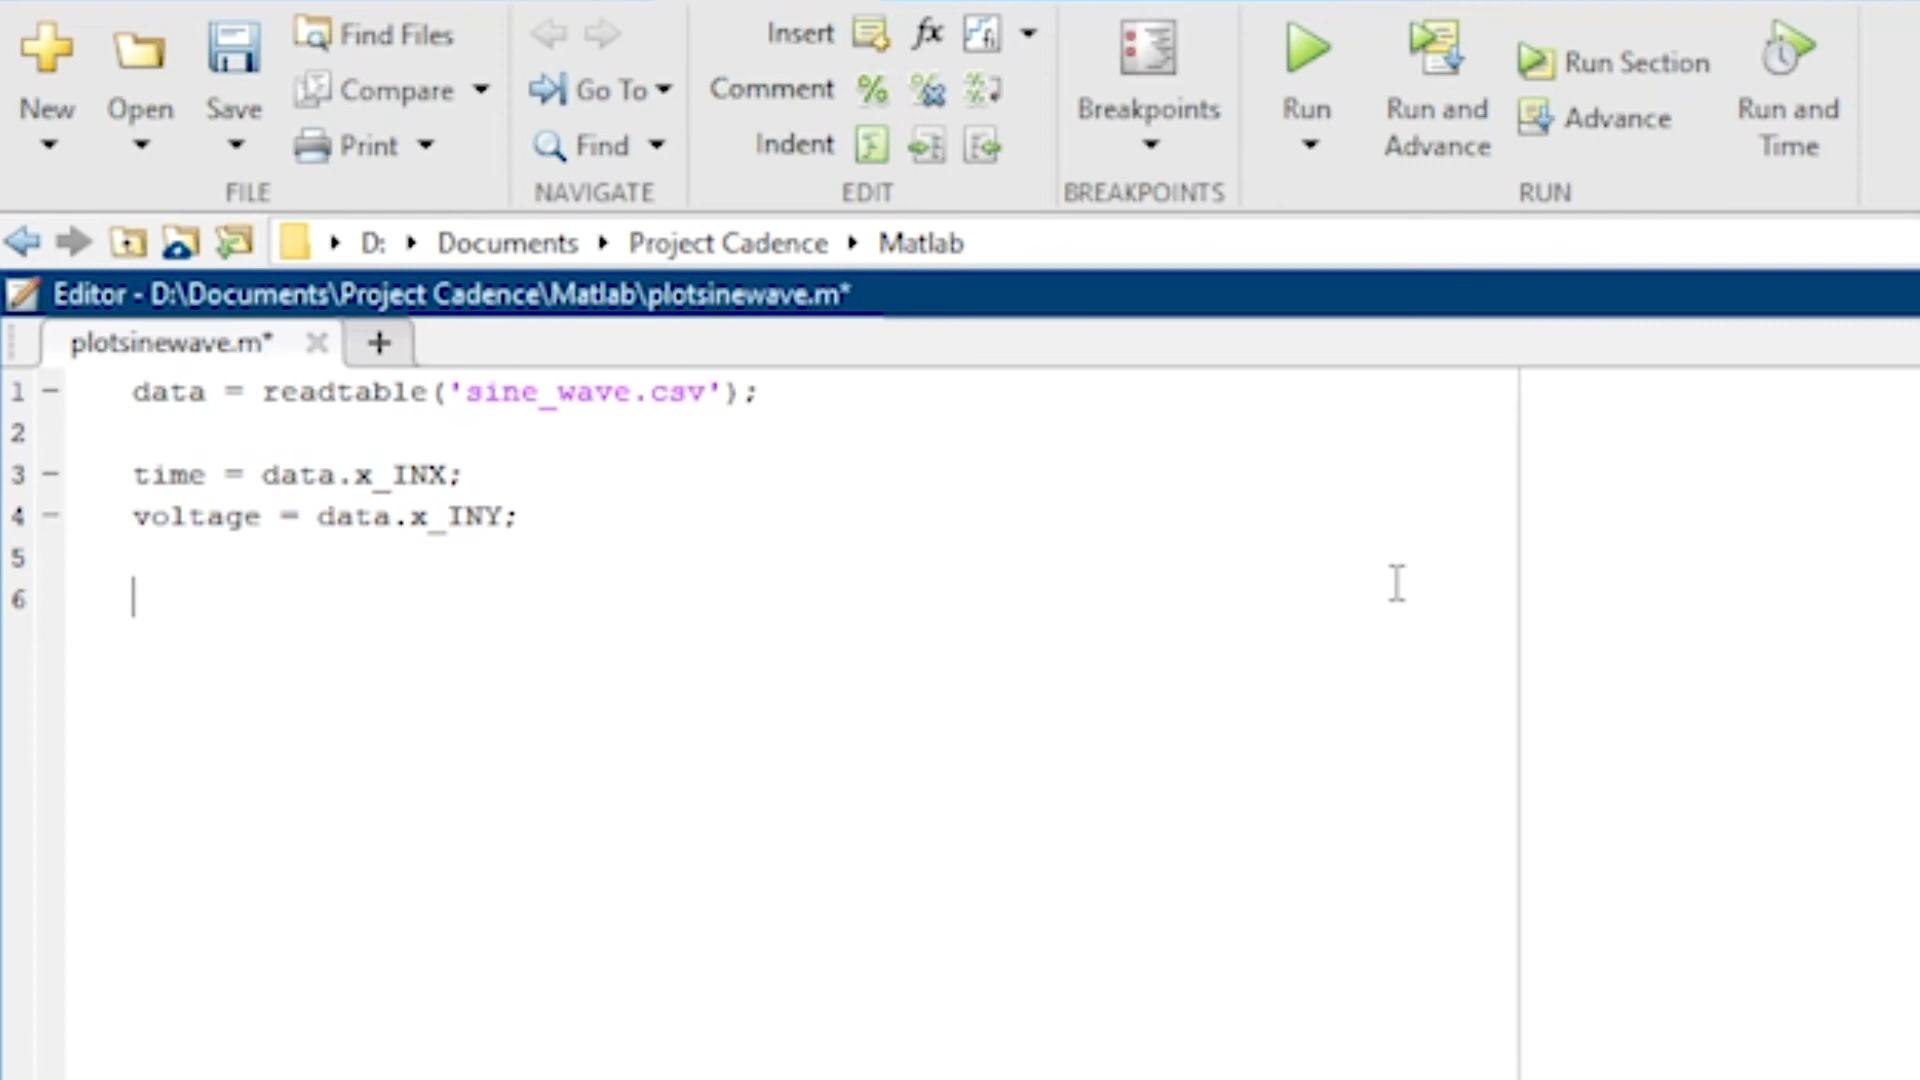 New
Open
Save
Find Files
Compare
Print
FILE
Go To
Find
NAVIGATE
Insert fx
Comment
Indent
EDIT
Breakpoints
BREAKPOINTS
Run
Run and
Advance
Run Section
Advance
Run and
Time
RUN
D: Documents Project Cadence Matlab
Editor - D:\Documents\Project Cadence\Matlab\plotsinewave.m*
plotsinewave.m*
1 data = readtable('sine_wave.csv');
2
3 time = data.x_INX;
4 voltage = data.x_INY;
5
6